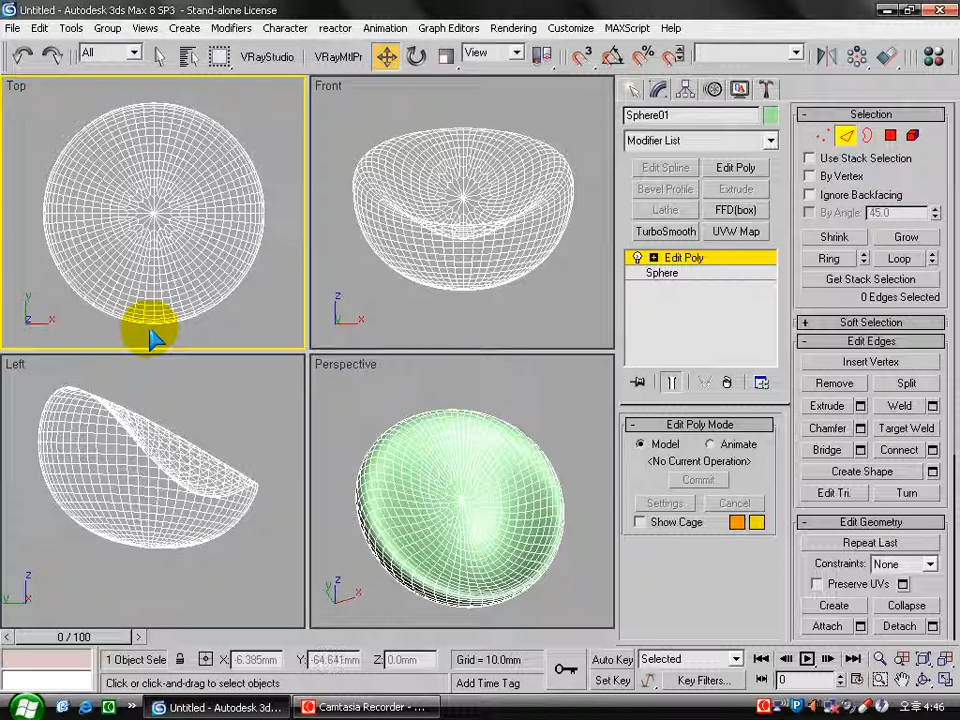 Untitled - Autodesk 3ds Max 8 SP3 - Stand-alone License
File Edit Tools Group Views Create Modifiers Character reactor Animation Graph Editors Rendering Customize MAXScript Help
All VRayStudio VRayMtlPr View
Top
Front
Left
Perspective
Sphere01
Modifier List
Edit Spline Edit Poly
Bevel Profile Extrude
Lathe FFD(box)
TurboSmooth UVW Map
Edit Poly
Sphere
Edit Poly Mode
Model Animate
<No Current Operation>
Commit
Settings Cancel
Show Cage
Selection
Use Stack Selection
By Vertex
Ignore Backfacing
By Angle: 45.0
Shrink Grow
Ring Loop
Get Stack Selection
0 Edges Selected
Soft Selection
Edit Edges
Insert Vertex
Remove Split
Extrude Weld
Chamfer Target Weld
Bridge Connect
Create Shape
Edit Tri. Turn
Edit Geometry
Repeat Last
Constraints: None
Preserve UVs
Create Collapse
Attach Detach
0 / 100
1 Object Sele X: -6.385mm Y: -64.641mm Z: 0.0mm Grid = 10.0mm Auto Key Selected
Click or click-and-drag to select objects Add Time Tag Set Key Key Filters... 0
Untitled - Autodesk 3d... Camtasia Recorder - ... 오후 4:46